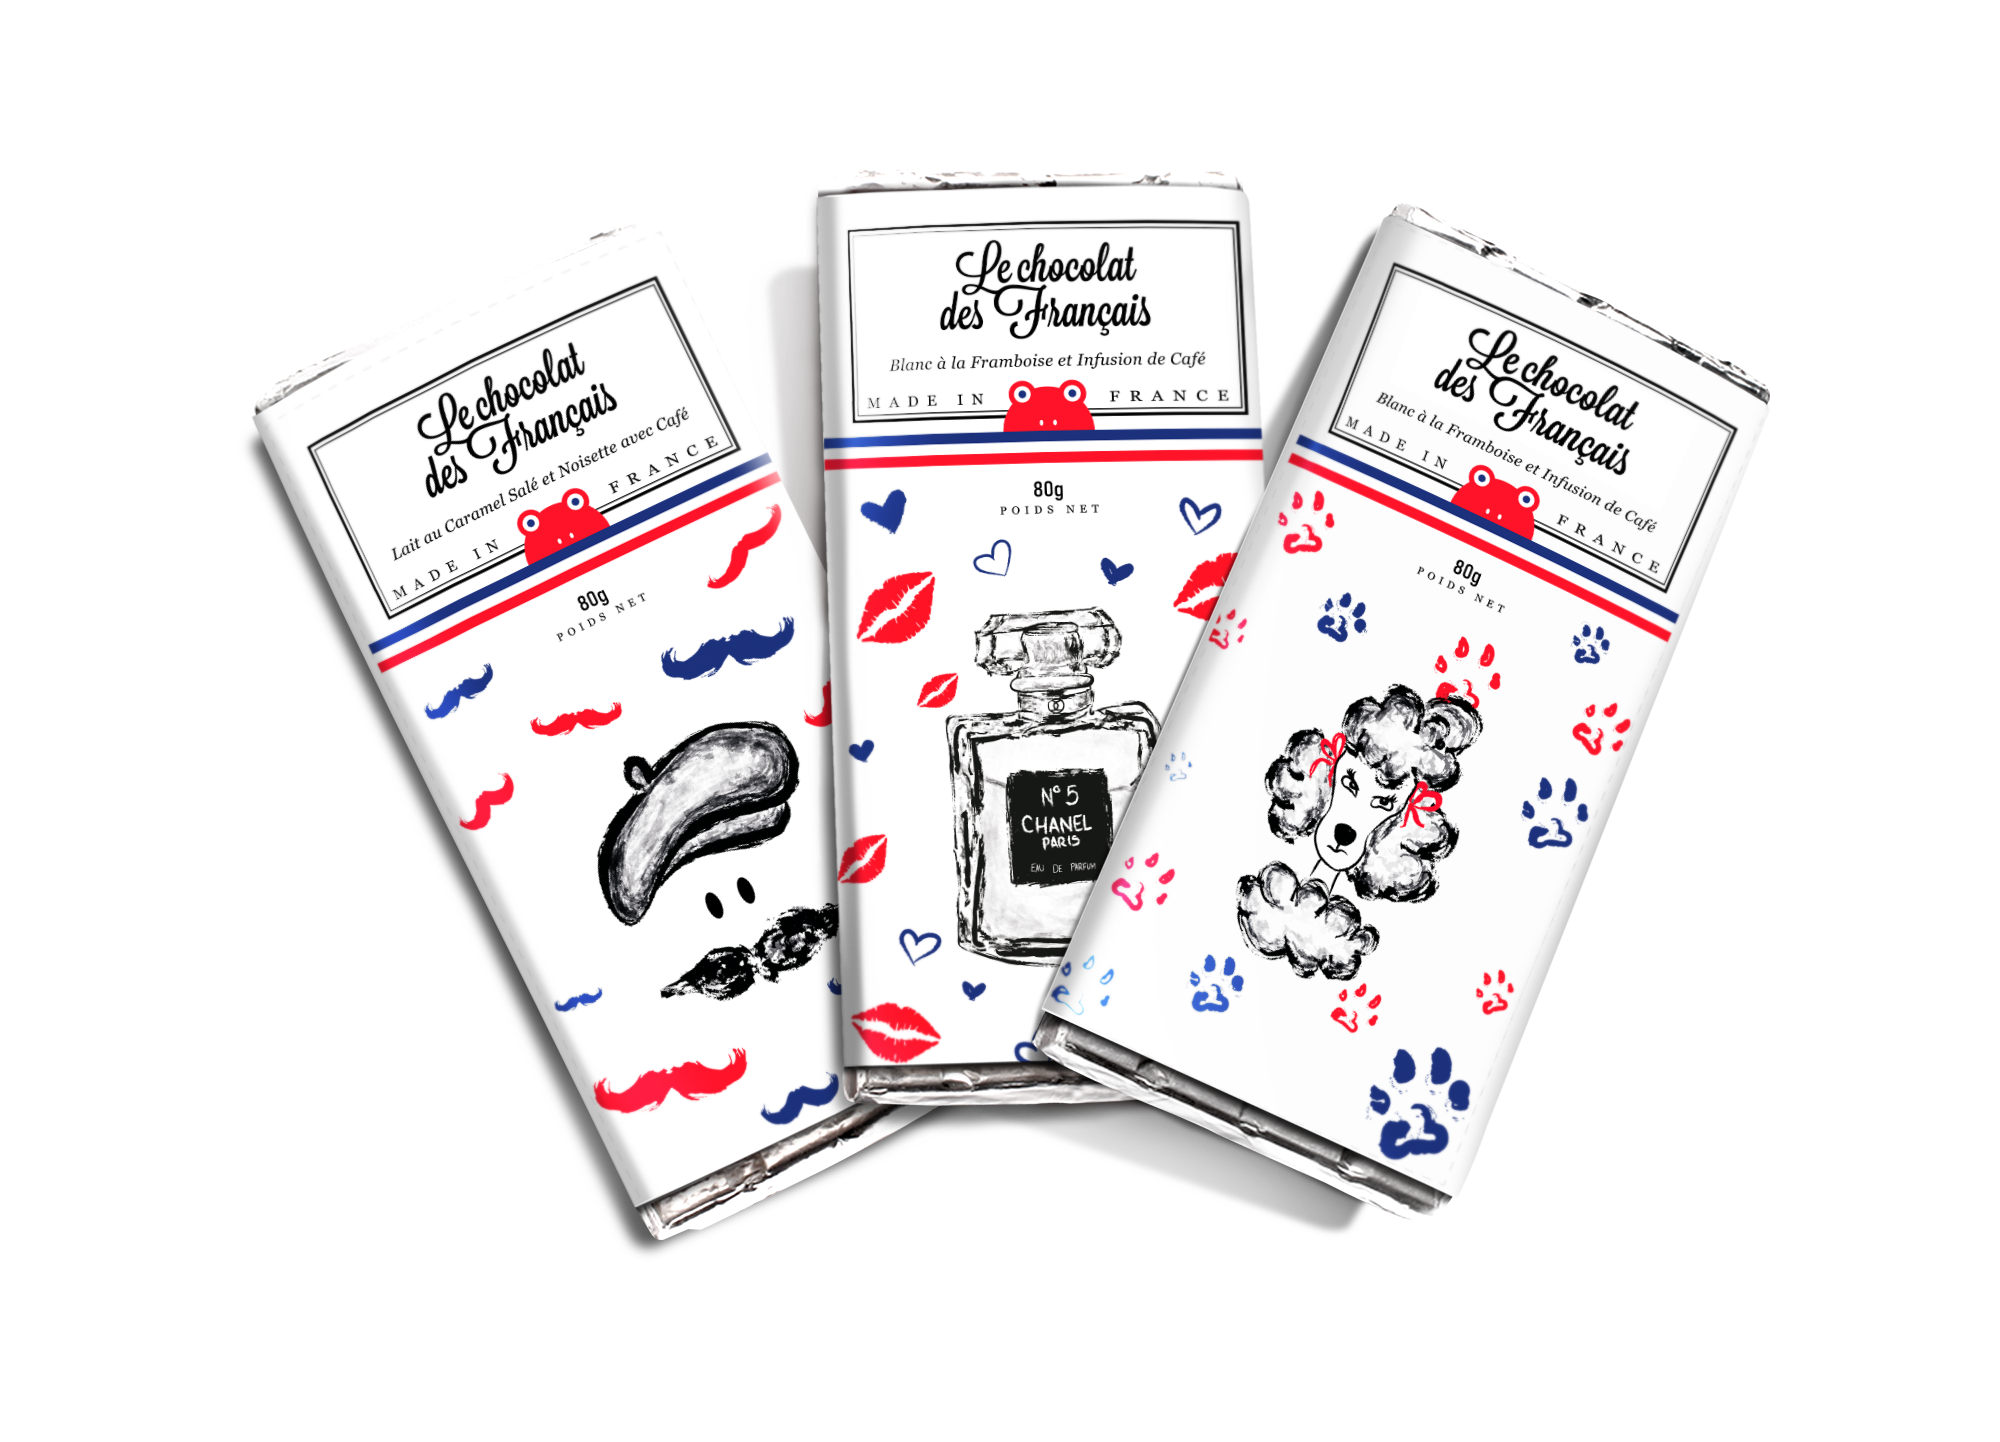 Le chocolat
des Français
Lait au Caramel Salé et Noisette avec Café
MADE IN FRANCE
80g
POIDS NET
Le chocolat
des Français
Blanc à la Framboise et Infusion de Café
MADE IN FRANCE
80g
POIDS NET
Nº 5
CHANEL
PARIS
EAU DE PARFUM
Le chocolat
des Français
Blanc à la Framboise et Infusion de Café
MADE IN FRANCE
80g
POIDS NET